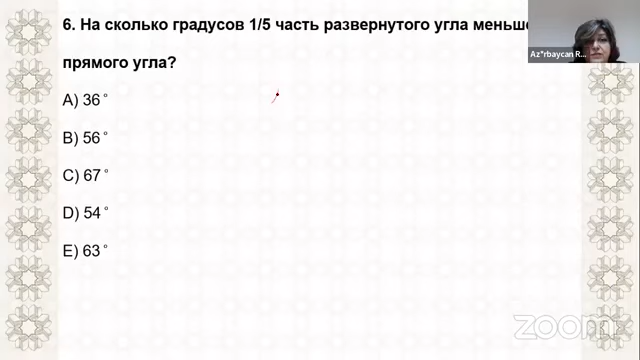 6. На сколько градусов 1/5 часть развернутого угла меньше
прямого угла?
A) 36°
B) 56°
C) 67°
D) 54°
E) 63°
Az*rbaycan R...
zoom